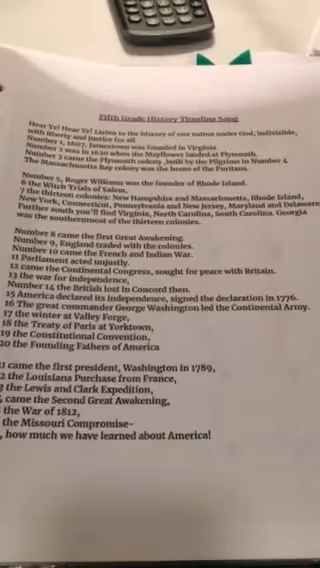 Fifth Grade History Timeline Song
Hear Ye! Hear Ye! Listen to the history of one nation under God, indivisible,
with liberty and justice for all.
Number 1, 1607, Jamestown was founded in Virginia.
Number 2 was in 1620 when the Mayflower landed at Plymouth.
Number 3 came the Plymouth colony ,built by the Pilgrims in Number 4
The Massachusetts Bay colony was the home of the Puritans.
Number 5, Roger Williams was the founder of Rhode Island.
6 the Witch Trials of Salem,
7 the thirteen colonies: New Hampshire and Massachusetts, Rhode Island,
New York, Connecticut, Pennsylvania and New Jersey, Maryland and Delaware
Further south you'll find Virginia, North Carolina, South Carolina. Georgia
was the southernmost of the thirteen colonies.
Number 8 came the first Great Awakening.
Number 9, England traded with the colonies.
Number 10 came the French and Indian War.
11 Parliament acted unjustly.
12 came the Continental Congress, sought for peace with Britain.
13 the war for independence,
Number 14 the British lost in Concord then.
15 America declared its independence, signed the declaration in 1776.
16 The great commander George Washington led the Continental Army.
17 the winter at Valley Forge,
18 the Treaty of Paris at Yorktown,
19 the Constitutional Convention,
20 the Founding Fathers of America
1 came the first president, Washington in 1789,
2 the Louisiana Purchase from France,
3 the Lewis and Clark Expedition,
, came the Second Great Awakening,
the War of 1812,
the Missouri Compromise-
, how much we have learned about America!